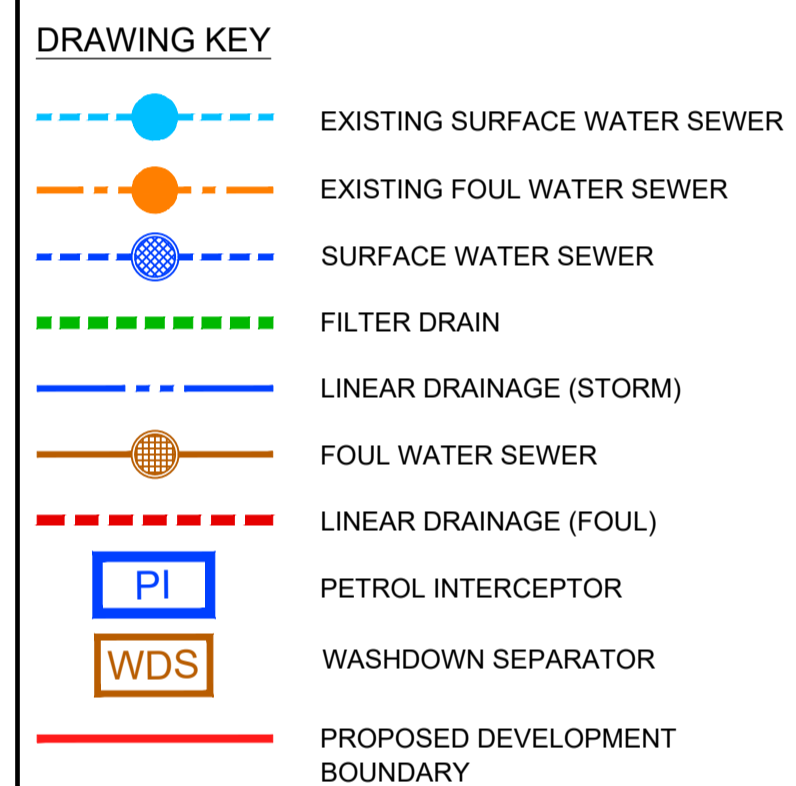 DRAWING KEY
EXISTING SURFACE WATER SEWER
EXISTING FOUL WATER SEWER
SURFACE WATER SEWER
FILTER DRAIN
LINEAR DRAINAGE (STORM)
FOUL WATER SEWER
LINEAR DRAINAGE (FOUL)
PI PETROL INTERCEPTOR
WDS WASHDOWN SEPARATOR
PROPOSED DEVELOPMENT
BOUNDARY